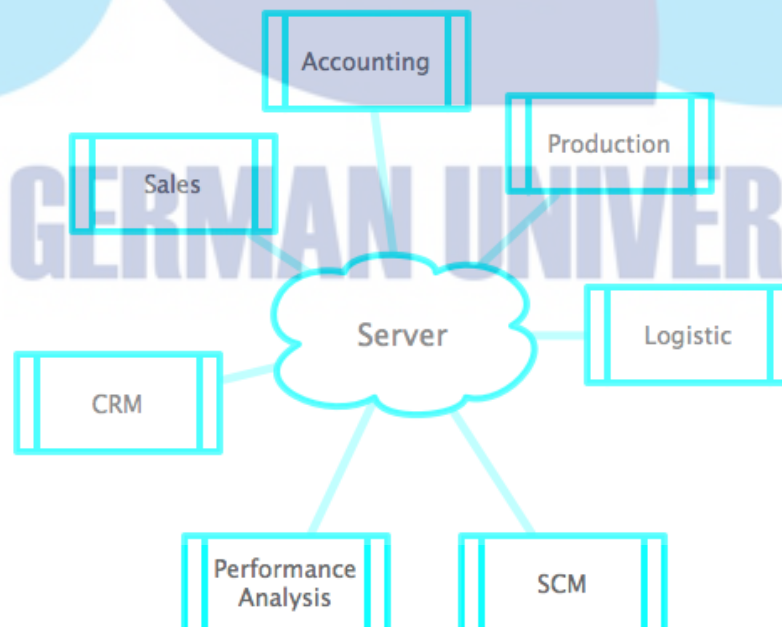 Accounting
Production
Sales
GERMAN UNIVER
Server
Logistic
CRM
Performance
Analysis
SCM